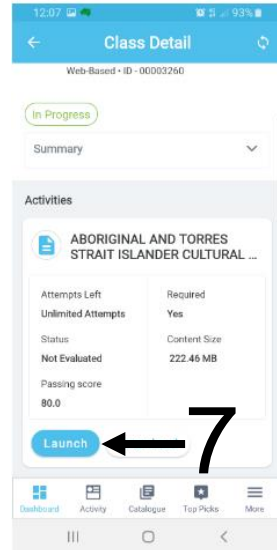 12:07 93%
Class Detail
Web-Based • ID - 00003260
In Progress
Summary
Activities
ABORIGINAL AND TORRES
STRAIT ISLANDER CULTURAL ...
Attempts Left Required
Unlimited Attempts Yes
Status Content Size
Not Evaluated 222.46 MB
Passing score
80.0
Launch 7
Dashboard Activity Catalogue Top Picks More